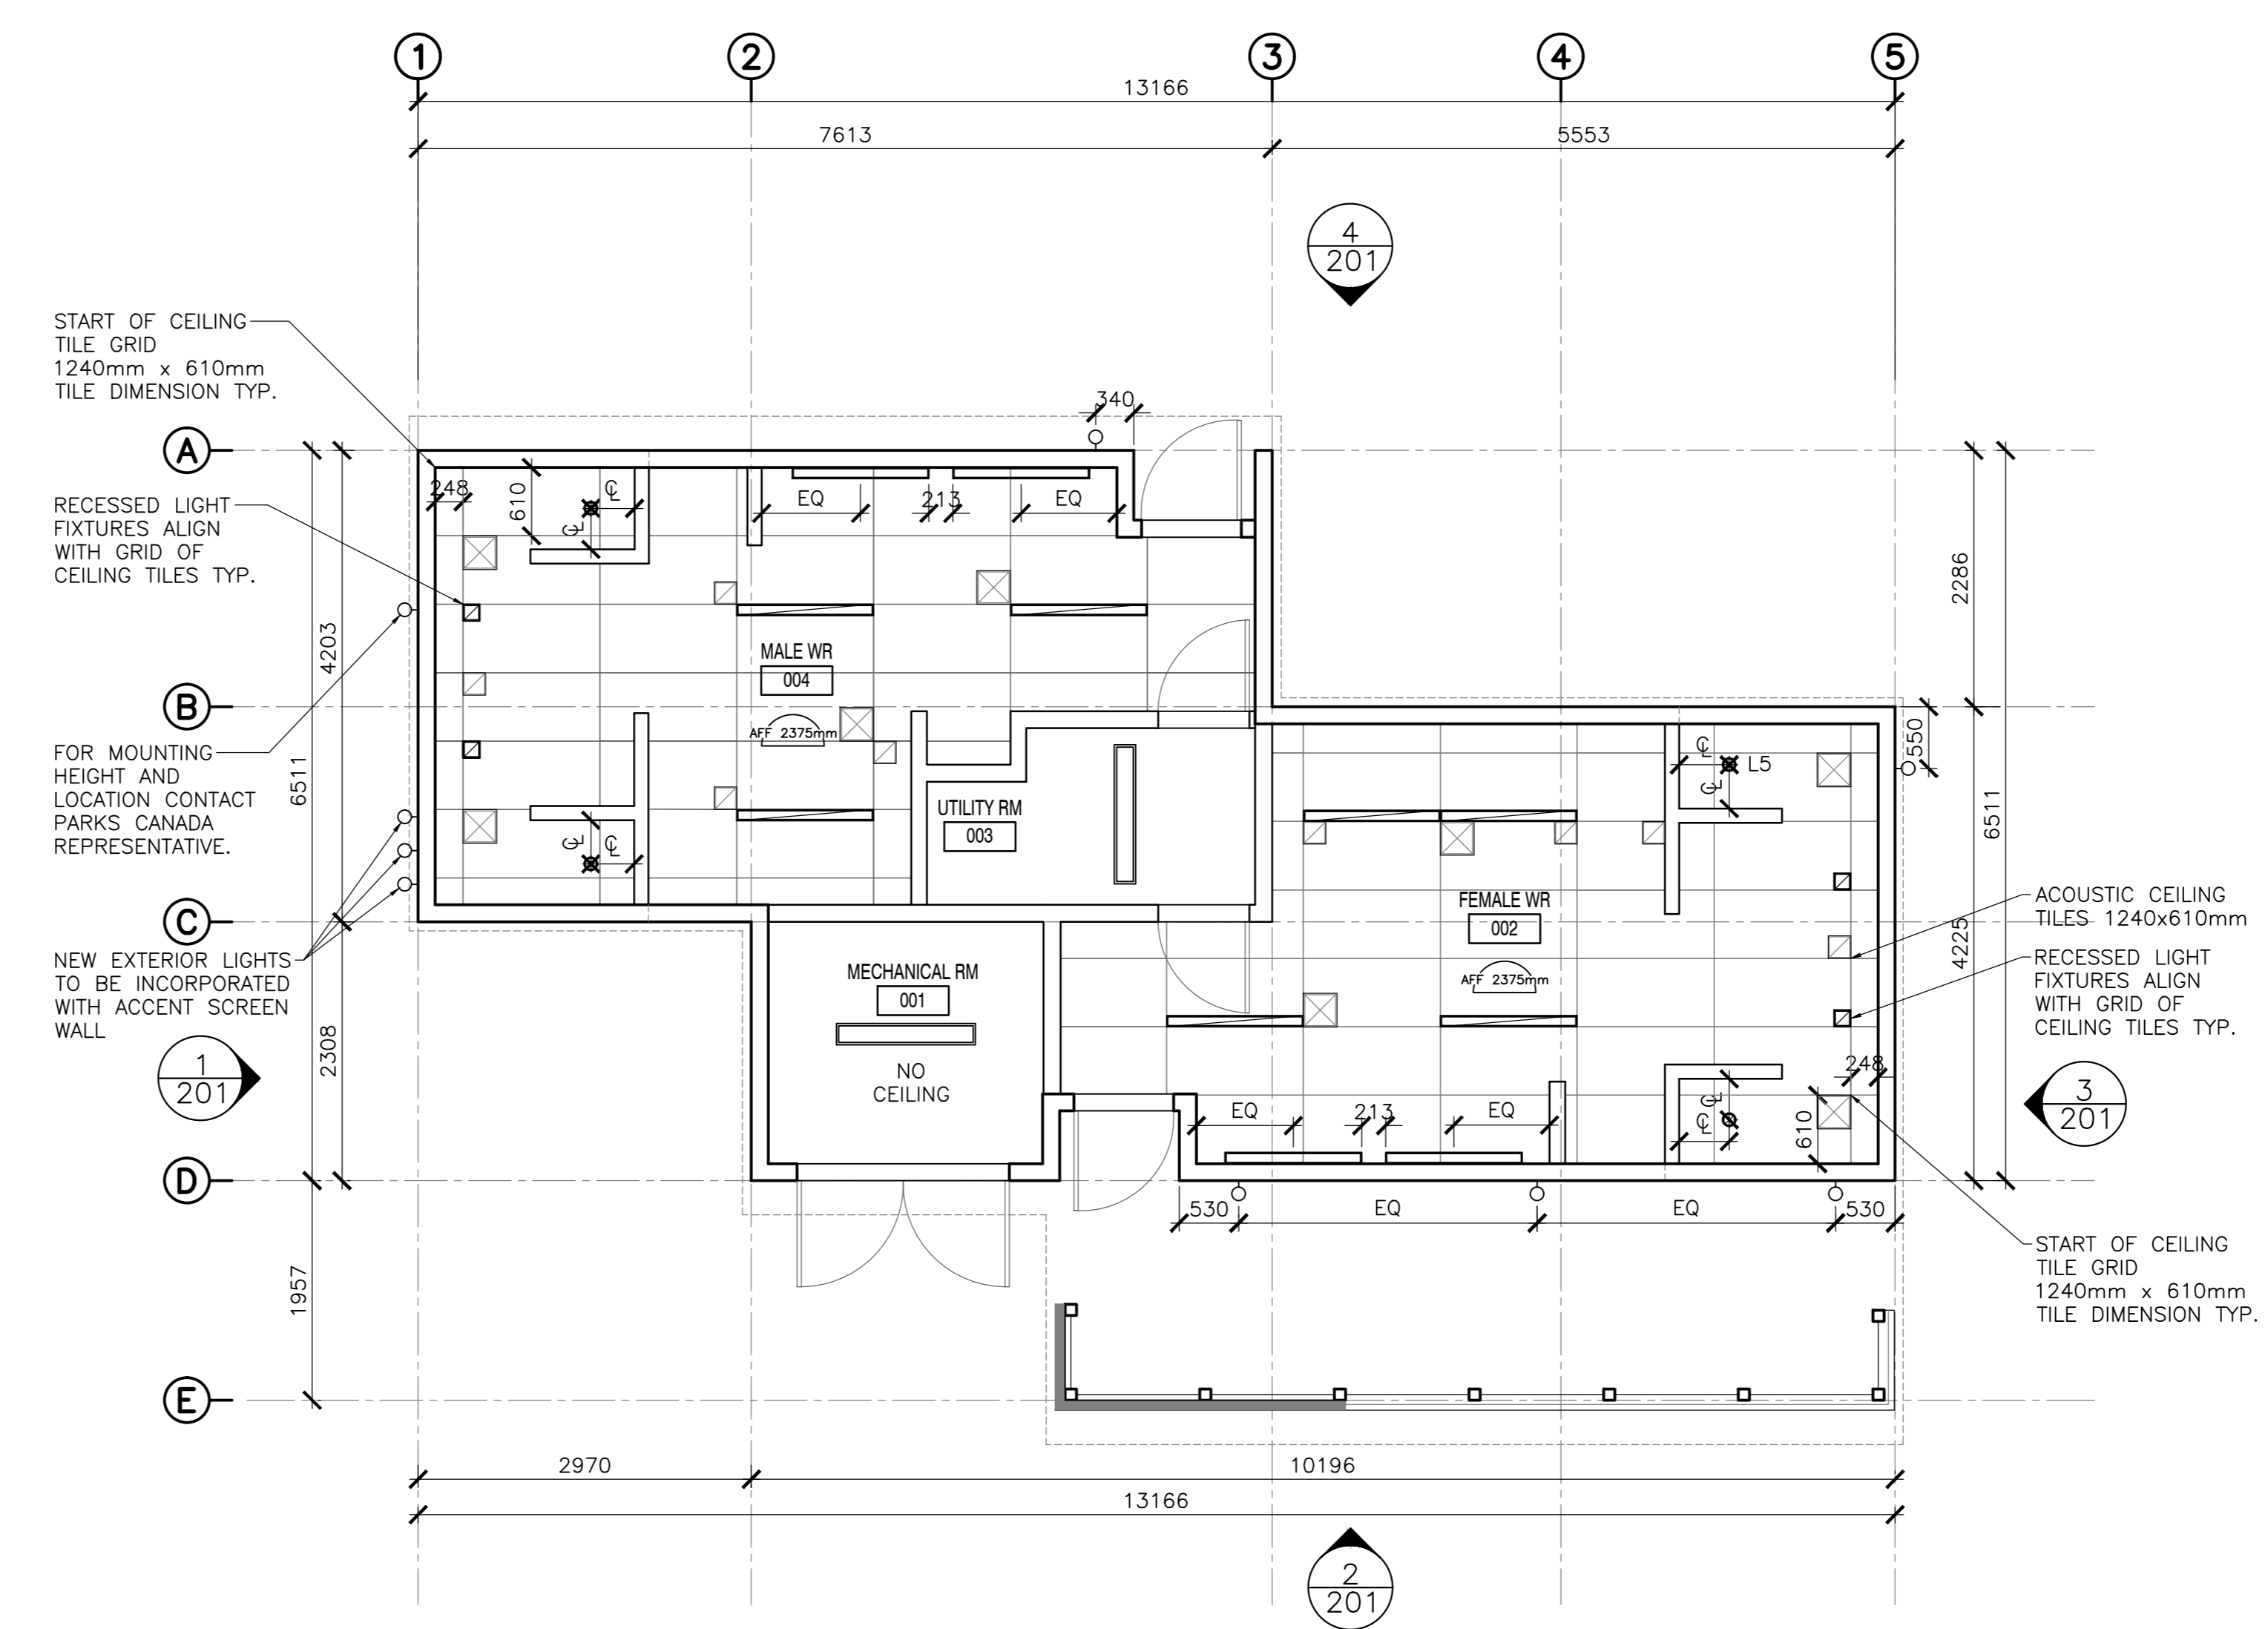 1
2
3
4
5
13166
7613
5553
4
201
START OF CEILING
TILE GRID
1240mm x 610mm
TILE DIMENSION TYP.
340
A
248
610
℄
℄
EQ
213
EQ
RECESSED LIGHT
FIXTURES ALIGN
WITH GRID OF
CEILING TILES TYP.
2286
4203
6511
MALE WR
004
B
AFF 2375mm
550
FOR MOUNTING
HEIGHT AND
LOCATION CONTACT
PARKS CANADA
REPRESENTATIVE.
℄
L5
℄
6511
UTILITY RM
003
℄
℄
FEMALE WR
002
ACOUSTIC CEILING
TILES 1240x610mm
C
4225
NEW EXTERIOR LIGHTS
TO BE INCORPORATED
WITH ACCENT SCREEN
WALL
MECHANICAL RM
001
AFF 2375mm
RECESSED LIGHT
FIXTURES ALIGN
WITH GRID OF
CEILING TILES TYP.
1
201
2308
NO
CEILING
248
3
201
EQ
213
EQ
℄
℄
610
D
530
EQ
EQ
530
START OF CEILING
TILE GRID
1240mm x 610mm
TILE DIMENSION TYP.
1957
E
2970
10196
13166
2
201